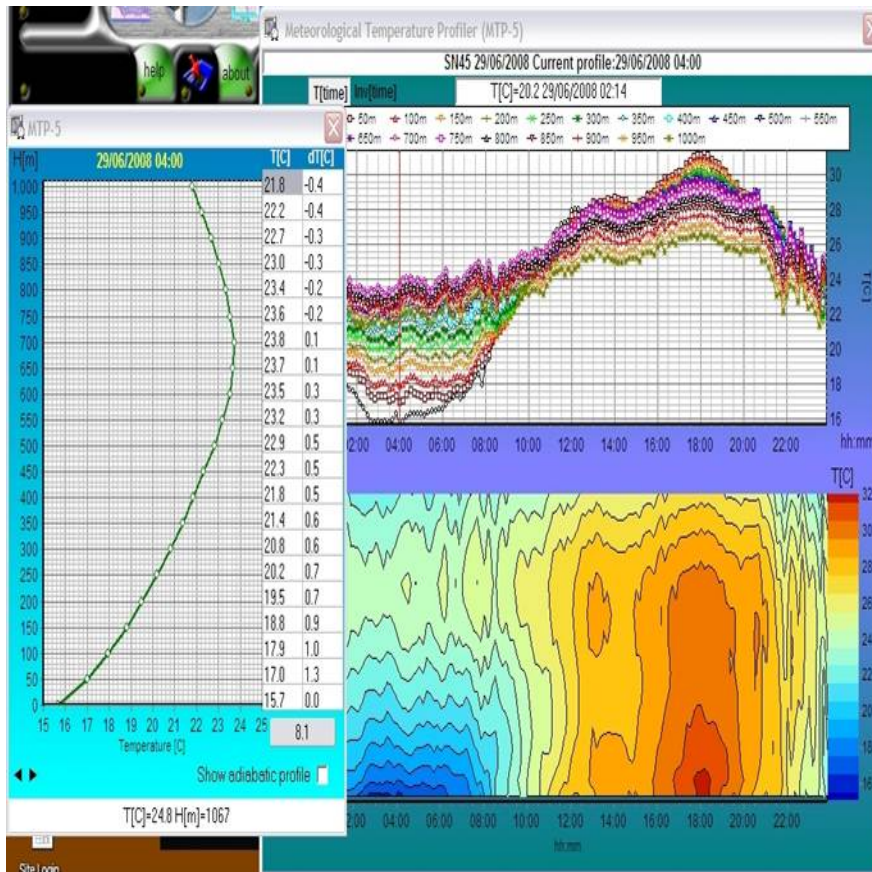 help
about
Meteorological Temperature Profiler (MTP-5)
SN45 29/06/2008 Current profile:29/06/2008 04:00
T[time] Inv[time] T[C]=20.2 29/06/2008 02:14
50m 100m 150m 200m 250m 300m 350m 400m 450m 500m 550m
650m 700m 750m 800m 850m 900m 950m 1000m
MTP-5
H[m] 29/06/2008 04:00 T[C] dT[C]
1,000 21.8 -0.4
950 22.2 -0.4
900 22.7 -0.3
850 23.0 -0.3
800 23.4 -0.2
750 23.6 -0.2
700 23.8 0.1
650 23.7 0.1
600 23.5 0.3
550 23.2 0.3
500 22.9 0.5
450 22.3 0.5
400 21.8 0.5
350 21.4 0.6
300 20.8 0.6
250 20.2 0.7
200 19.5 0.7
150 18.8 0.9
100 17.9 1.0
50 17.0 1.3
0 15.7 0.0
15 16 17 18 19 20 21 22 23 24 25
Temperature [C]
8.1
Show adiabatic profile
T[C]=24.8 H[m]=1067
30
28
26
24
22
20
18
16
T[C]
2:00 04:00 06:00 08:00 10:00 12:00 14:00 16:00 18:00 20:00 22:00
hh:mm
T[C]
32
30
28
26
24
22
20
18
16
2:00 04:00 06:00 08:00 10:00 12:00 14:00 16:00 18:00 20:00 22:00
hh:mm
Site Login